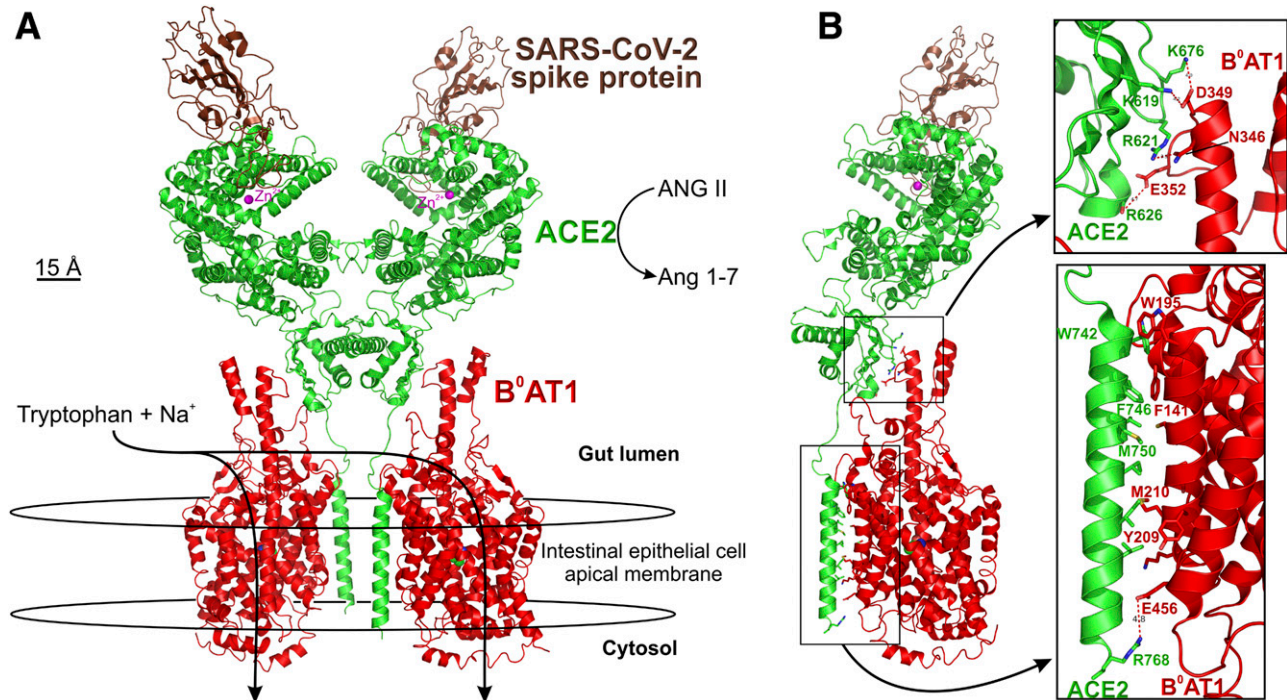 A
SARS-CoV-2
spike protein
Zn²⁺
Zn²⁺
ANG II
ACE2
15 Å
Ang 1-7
B⁰AT1
Tryptophan + Na⁺
Gut lumen
Intestinal epithelial cell
apical membrane
Cytosol
B
K676
B⁰AT1
D349
K619
R621
N346
E352
R626
ACE2
W195
W742
F746
F141
M750
M210
Y209
E456
4.8
R768
ACE2
B⁰AT1